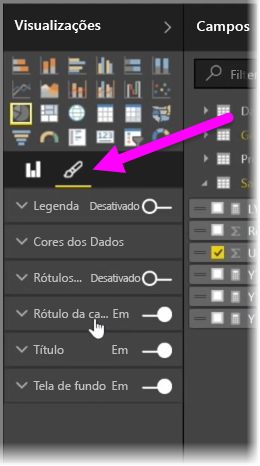 Visualizações
Campos
Filte
Legenda Desativado
Cores dos Dados
Rótulos... Desativado
Rótulo da ca... Em
Título Em
Tela de fundo Em